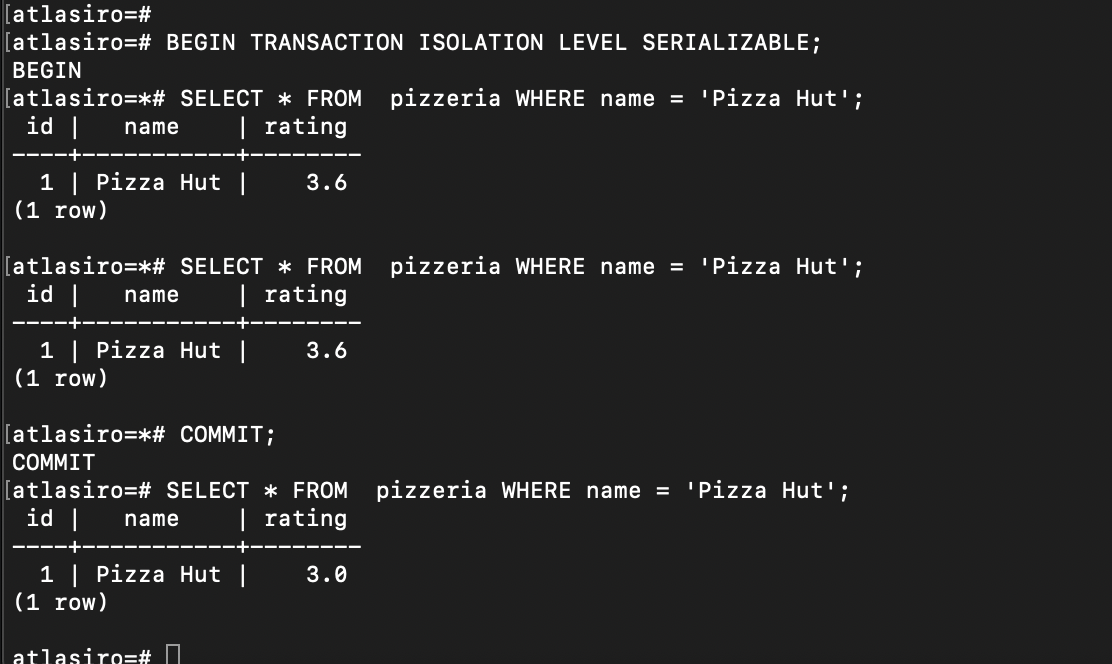 [atlasiro=#
[atlasiro=# BEGIN TRANSACTION ISOLATION LEVEL SERIALIZABLE;
BEGIN
[atlasiro=*# SELECT * FROM  pizzeria WHERE name = 'Pizza Hut';
 id |   name    | rating
----+-----------+--------
  1 | Pizza Hut |    3.6
(1 row)
[atlasiro=*# SELECT * FROM  pizzeria WHERE name = 'Pizza Hut';
 id |   name    | rating
----+-----------+--------
  1 | Pizza Hut |    3.6
(1 row)
[atlasiro=*# COMMIT;
COMMIT
[atlasiro=# SELECT * FROM  pizzeria WHERE name = 'Pizza Hut';
 id |   name    | rating
----+-----------+--------
  1 | Pizza Hut |    3.0
(1 row)
atlasiro=#